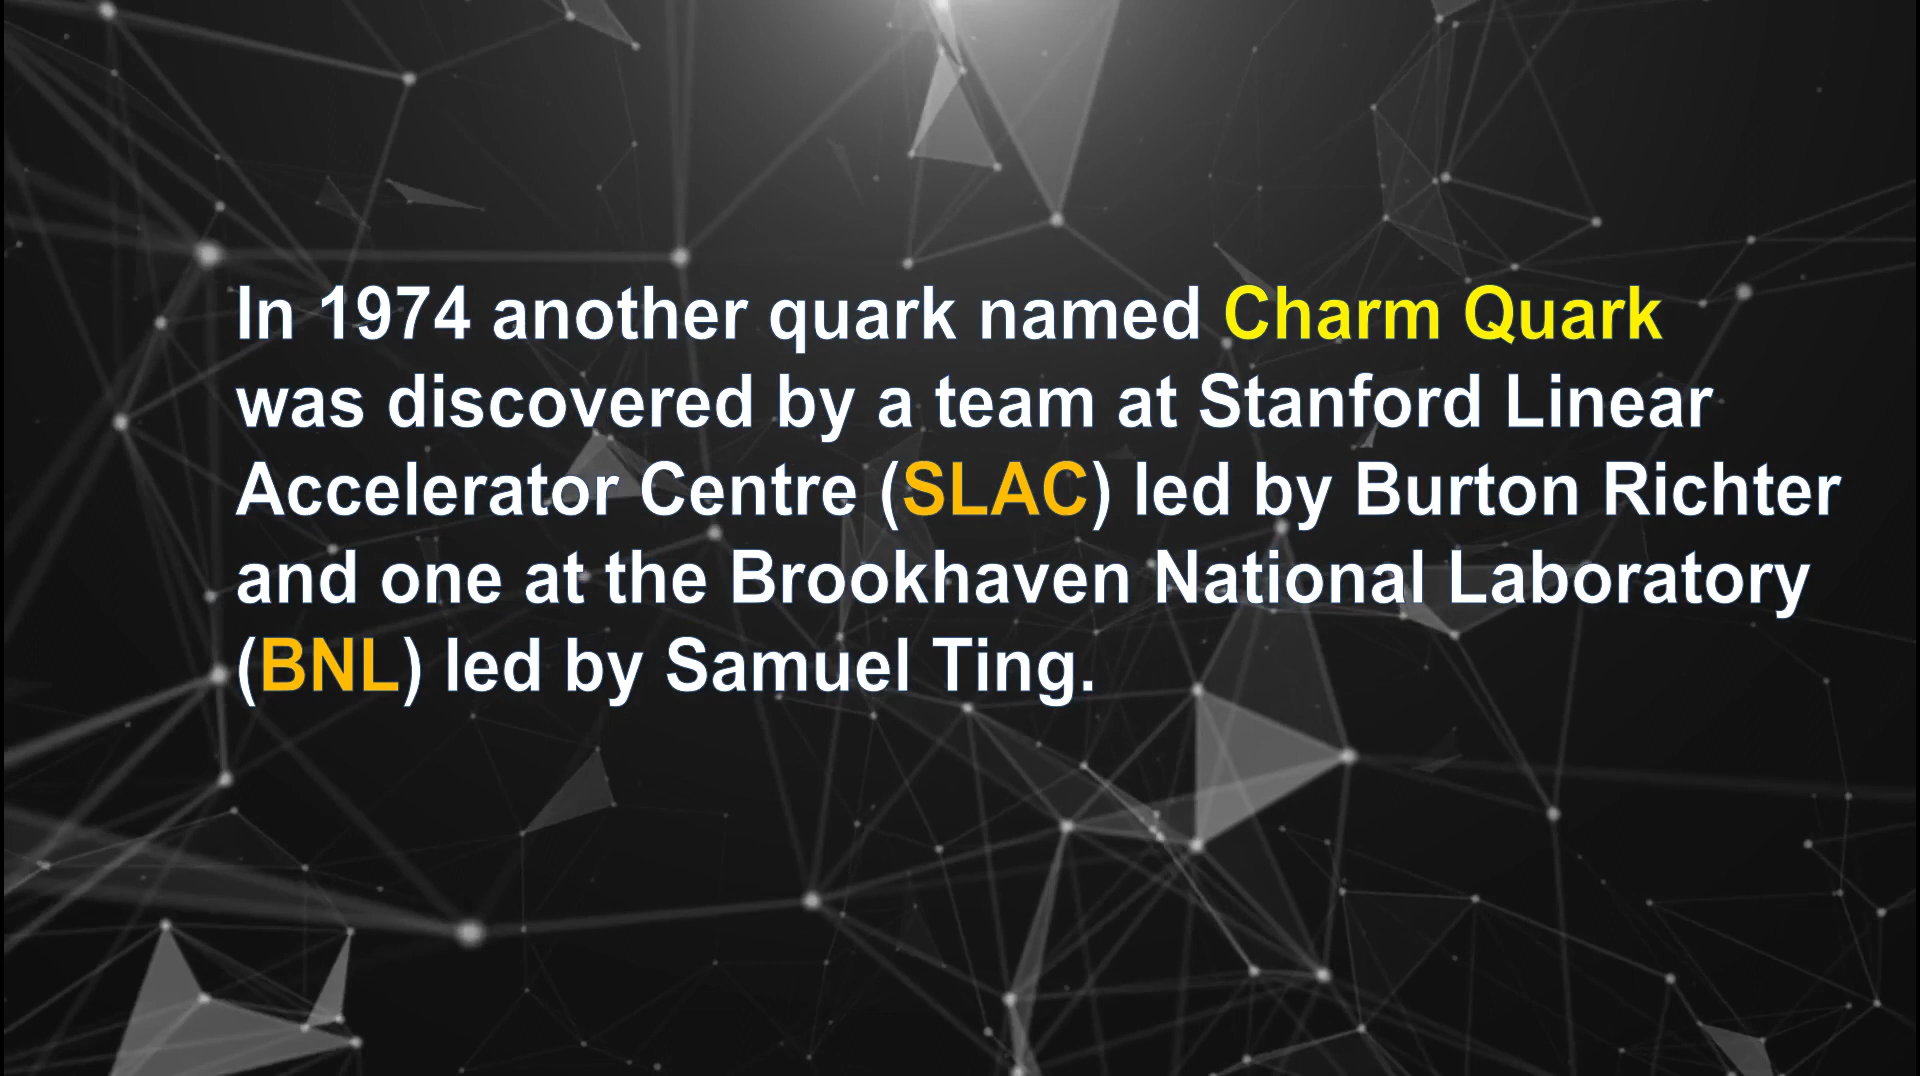 In 1974 another quark named Charm Quark
was discovered by a team at Stanford Linear
Accelerator Centre (SLAC) led by Burton Richter
and one at the Brookhaven National Laboratory
(BNL) led by Samuel Ting.